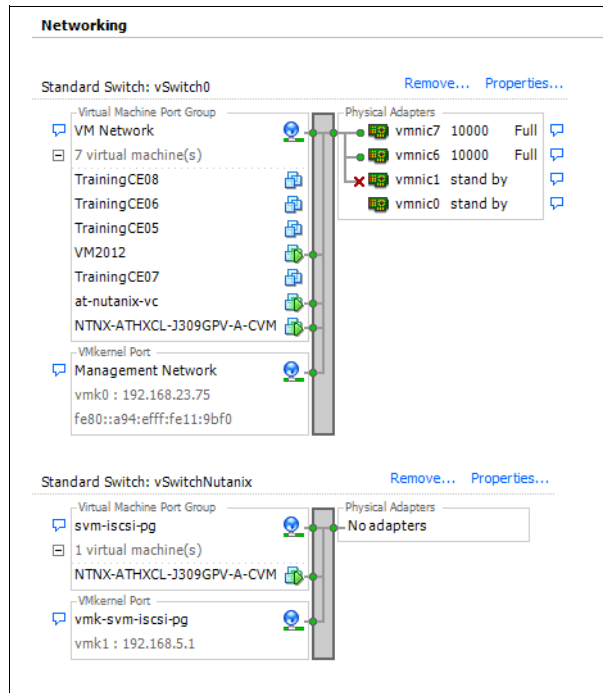 Networking
Standard Switch: vSwitch0 Remove... Properties...
Virtual Machine Port Group Physical Adapters
VM Network vmnic7 10000 Full
7 virtual machine(s) vmnic6 10000 Full
TrainingCE08 vmnic1 stand by
TrainingCE06 vmnic0 stand by
TrainingCE05
VM2012
TrainingCE07
at-nutanix-vc
NTNX-ATHXCL-J309GPV-A-CVM
VMkernel Port
Management Network
vmk0 : 192.168.23.75
fe80::a94:efff:fe11:9bf0
Standard Switch: vSwitchNutanix Remove... Properties...
Virtual Machine Port Group Physical Adapters
svm-iscsi-pg No adapters
1 virtual machine(s)
NTNX-ATHXCL-J309GPV-A-CVM
VMkernel Port
vmk-svm-iscsi-pg
vmk1 : 192.168.5.1